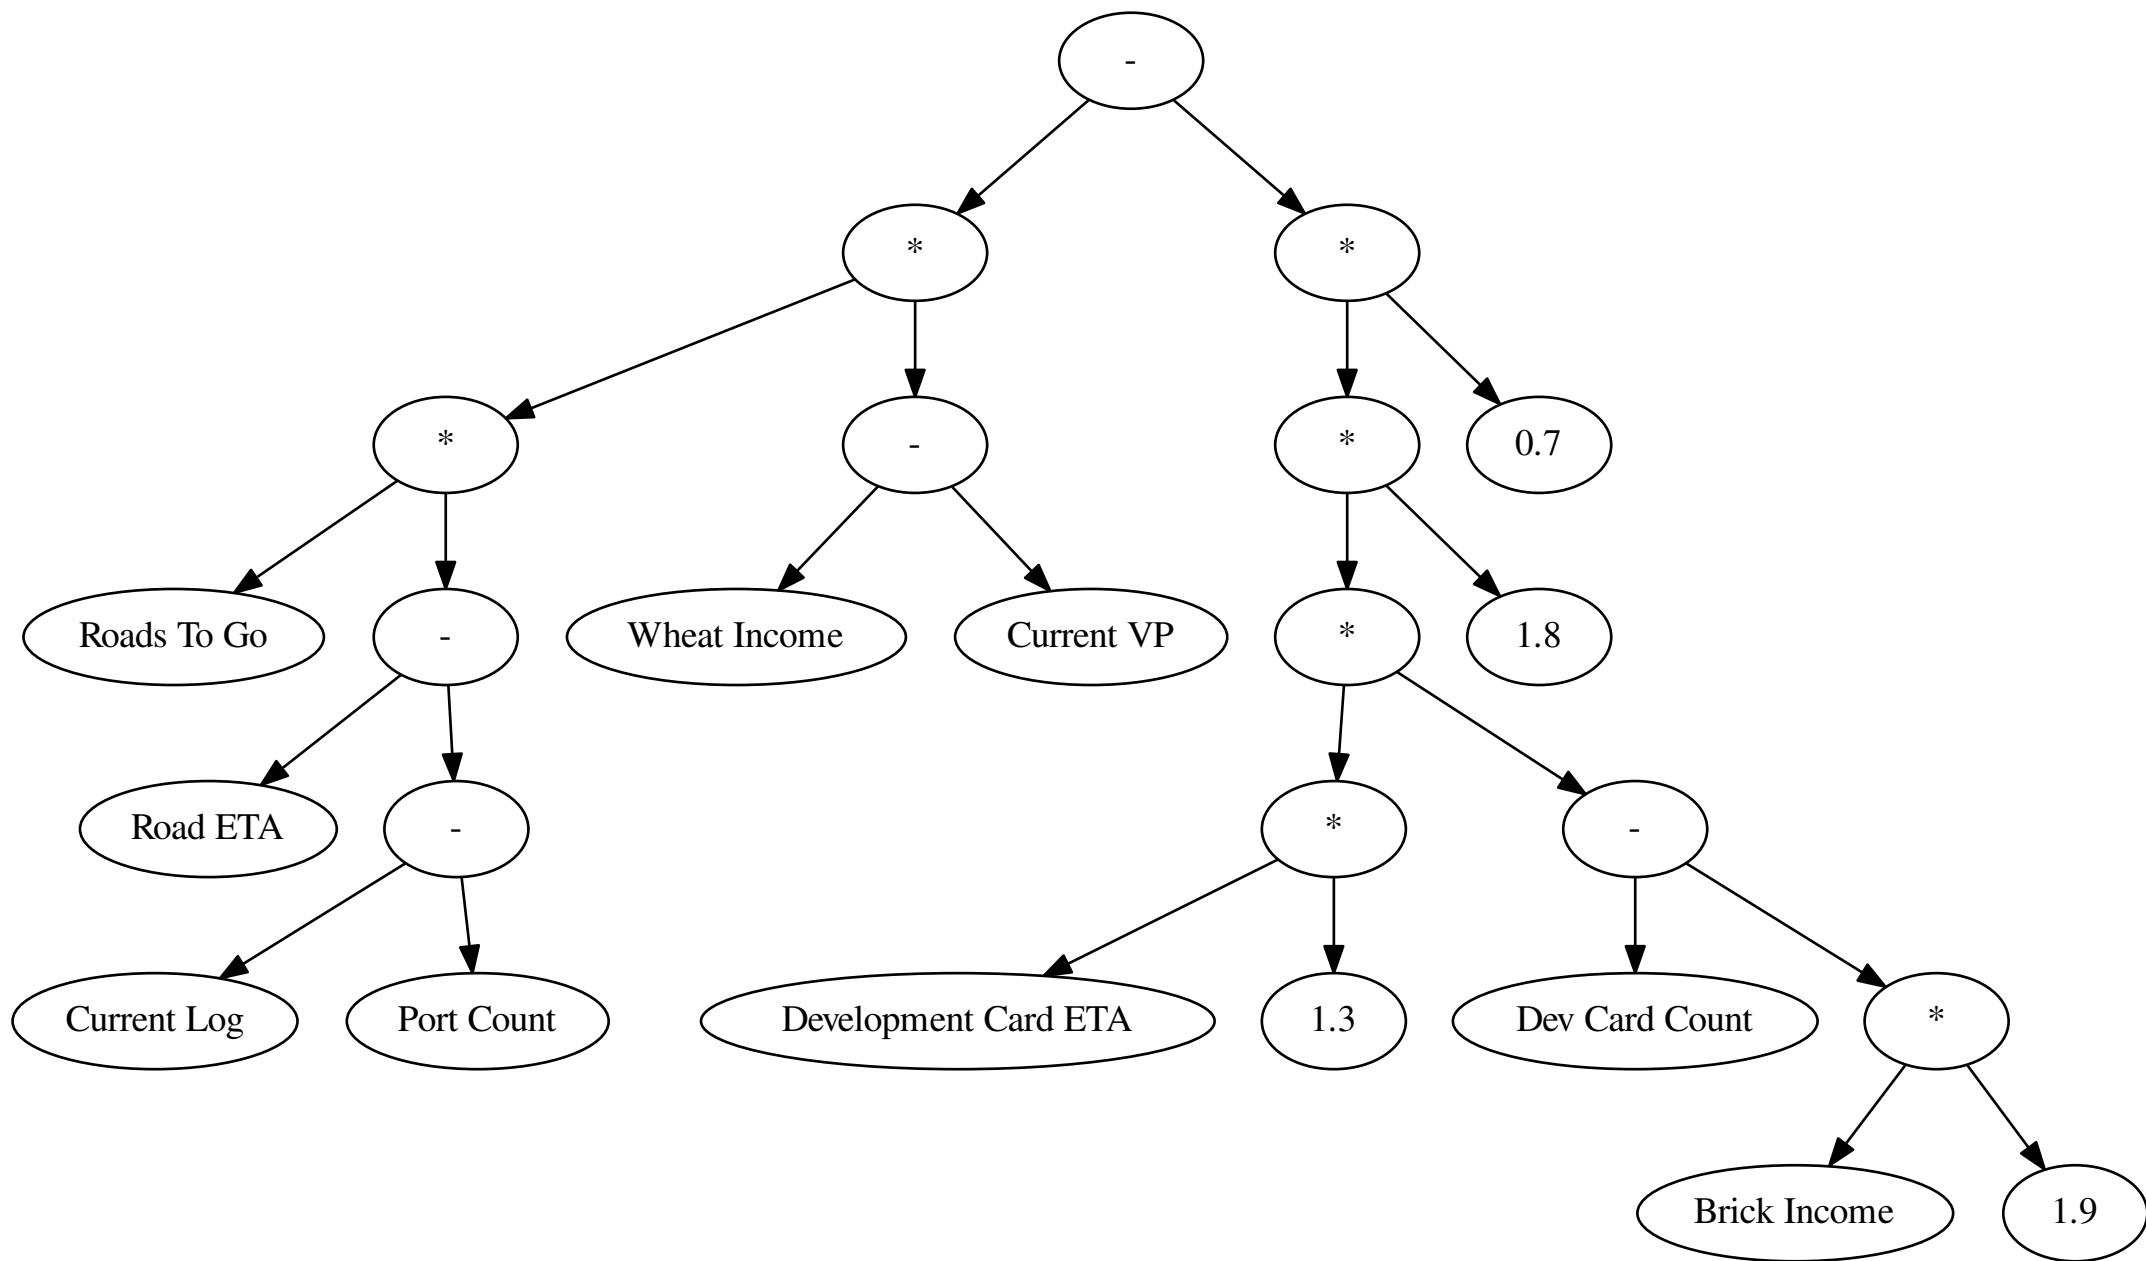 -
*
*
*
-
*
0.7
Roads To Go
-
Wheat Income
Current VP
*
1.8
Road ETA
-
*
-
Current Log
Port Count
Development Card ETA
1.3
Dev Card Count
*
Brick Income
1.9